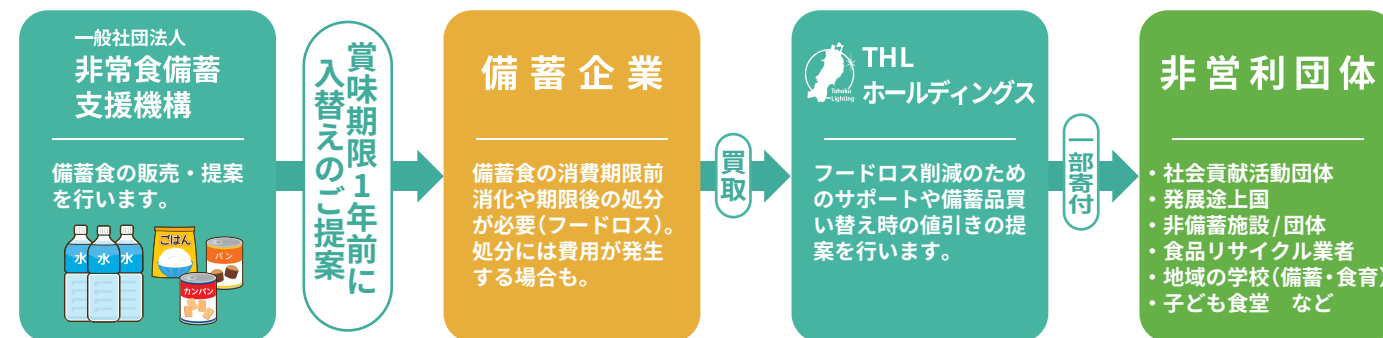 一般社団法人
非常食備蓄
支援機構
備蓄食の販売・提案
を行います。
水
水
水
ごはん
パン
カンパン
賞味期限1年前に
入替えのご提案
備蓄企業
備蓄食の消費期限前
消化や期限後の処分
が必要（フードロス）。
処分には費用が発生
する場合も。
買取
Tohoku
Lighting
THL
ホールディングス
フードロス削減のため
のサポートや備蓄品買
い替え時の値引きの提
案を行います。
一部寄付
非営利団体
・社会貢献活動団体
・発展途上国
・非備蓄施設/団体
・食品リサイクル業者
・地域の学校（備蓄・食育）
・子ども食堂　など